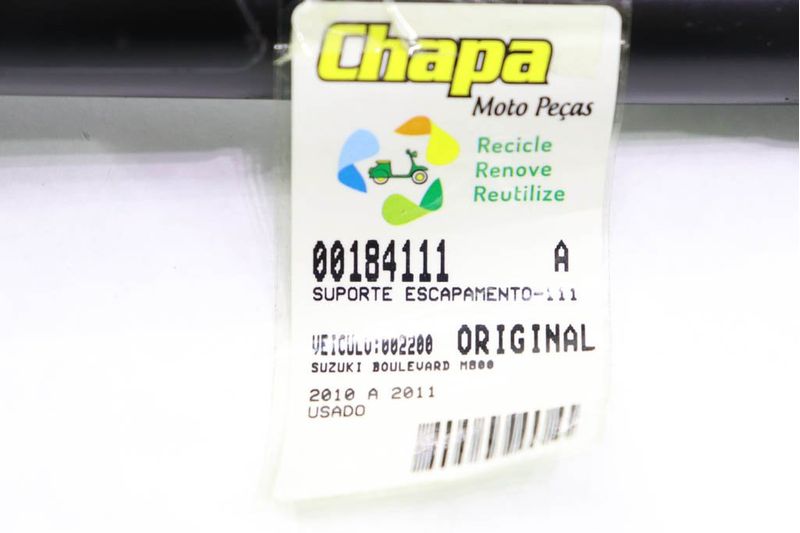 Chapa
Moto Peças
Recicle
Renove
Reutilize
00184111 A
SUPORTE ESCAPAMENTO-111
VEICULO:002200 ORIGINAL
SUZUKI BOULEVARD M800
2010 A 2011
USADO